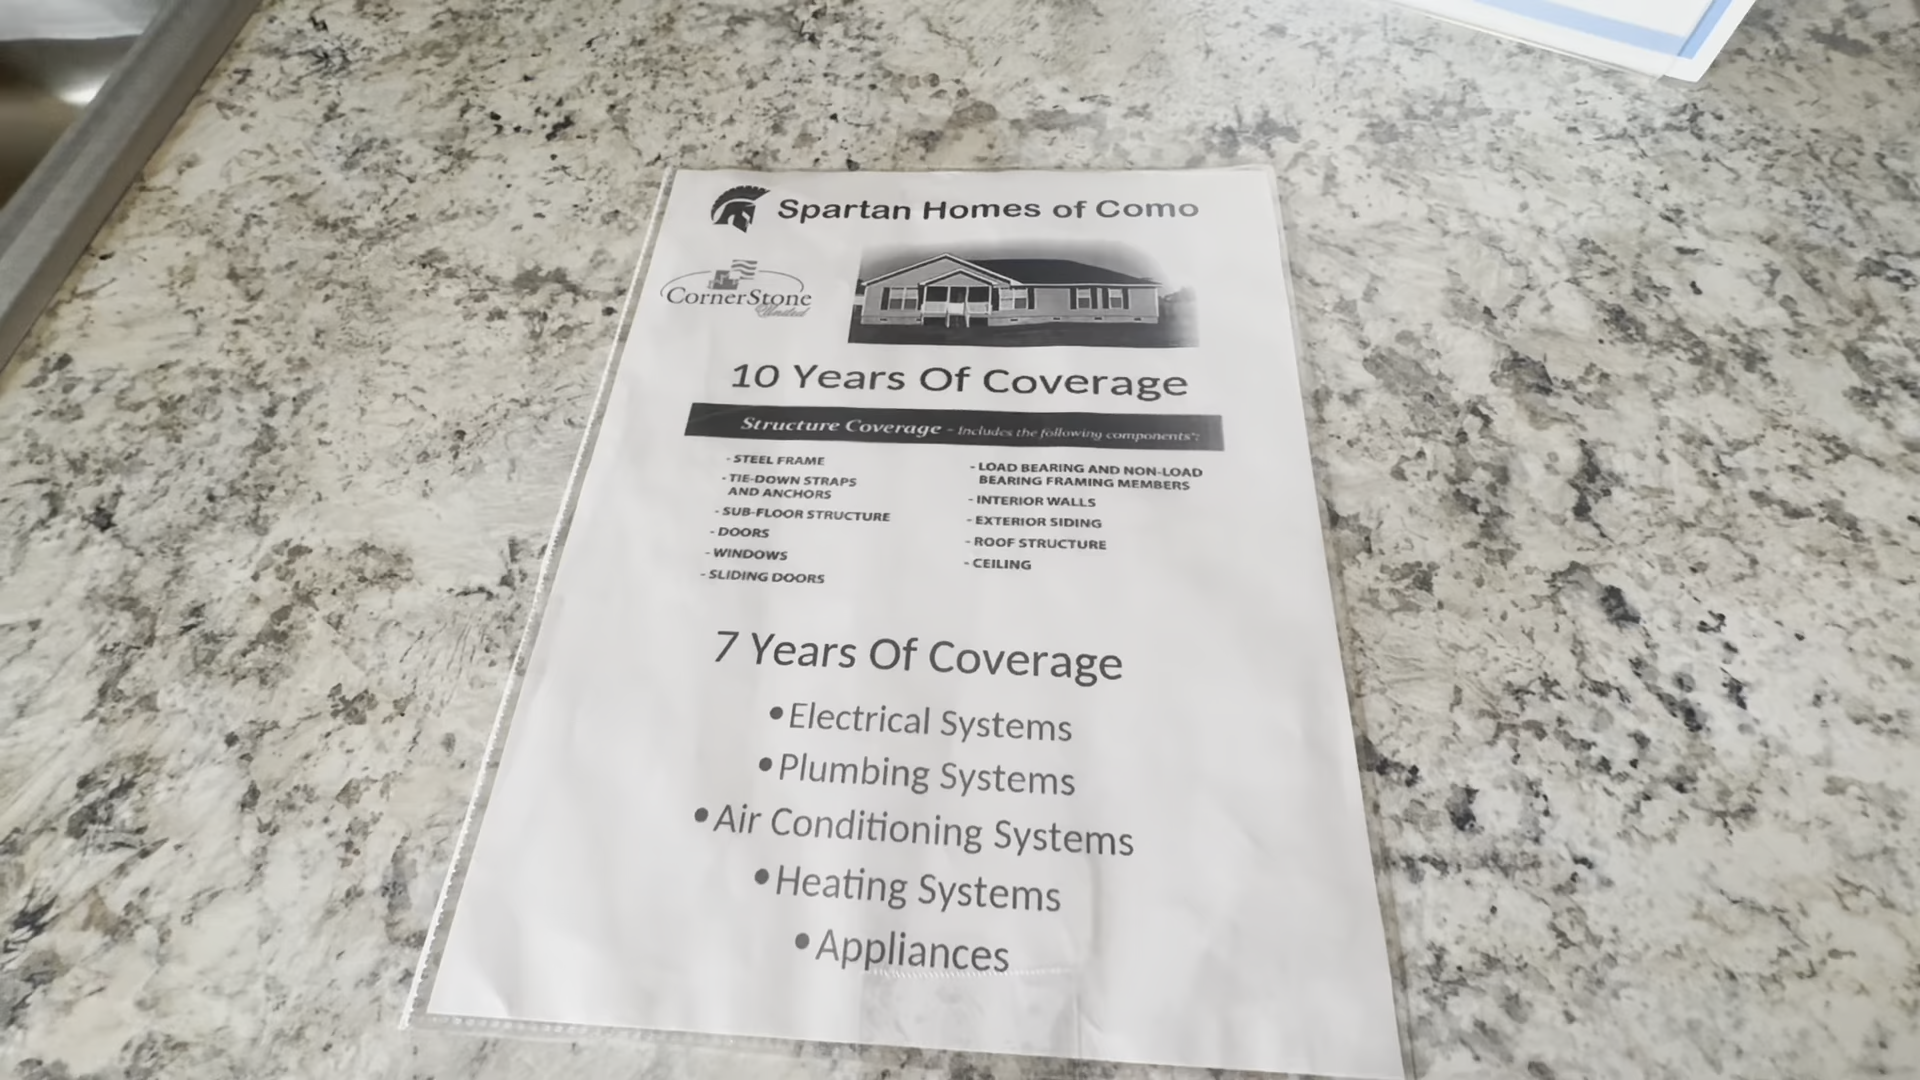 Spartan Homes of Como
CornerStone
United
10 Years Of Coverage
Structure Coverage - Includes the following components*:
- STEEL FRAME
- TIE-DOWN STRAPS
AND ANCHORS
- SUB-FLOOR STRUCTURE
- DOORS
- WINDOWS
- SLIDING DOORS
- LOAD BEARING AND NON-LOAD
BEARING FRAMING MEMBERS
- INTERIOR WALLS
- EXTERIOR SIDING
- ROOF STRUCTURE
- CEILING
7 Years Of Coverage
•Electrical Systems
•Plumbing Systems
•Air Conditioning Systems
•Heating Systems
•Appliances